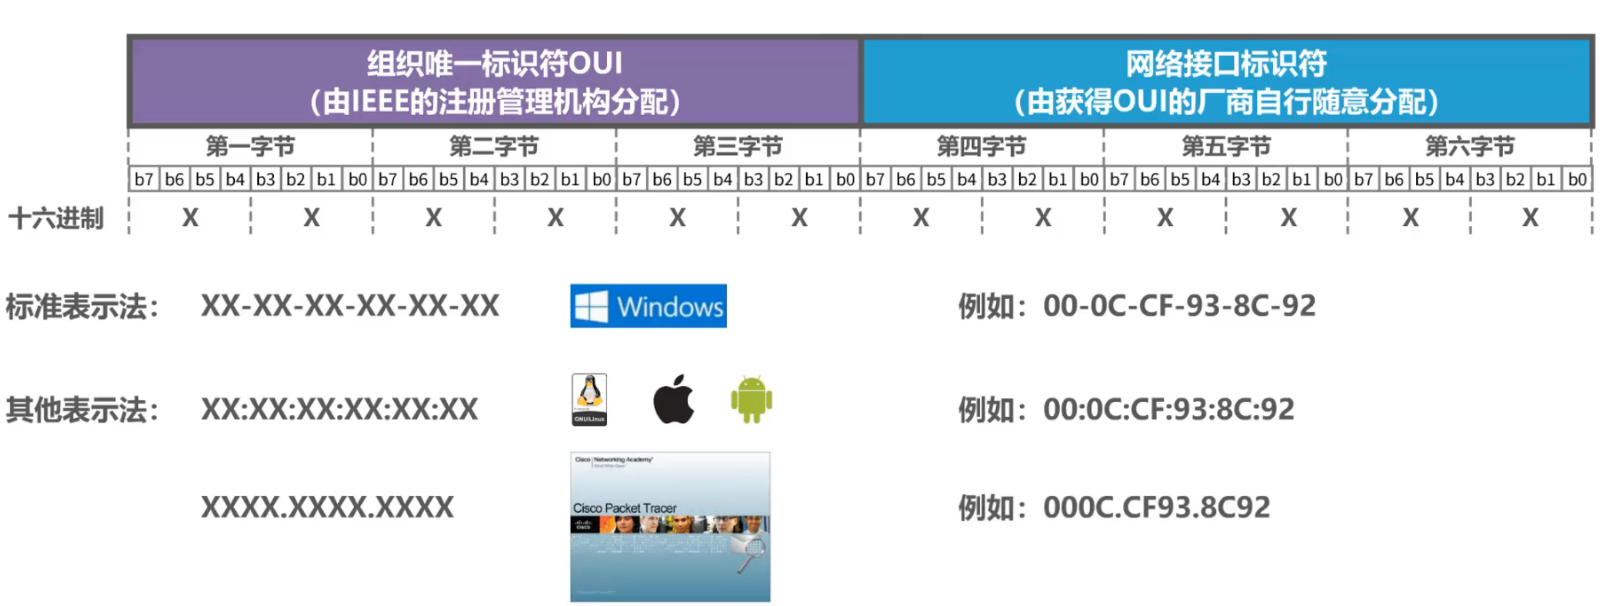 组织唯一标识符OUI
（由IEEE的注册管理机构分配）
网络接口标识符
（由获得OUI的厂商自行随意分配）
第一字节 第二字节 第三字节 第四字节 第五字节 第六字节
b7 b6 b5 b4 b3 b2 b1 b0 b7 b6 b5 b4 b3 b2 b1 b0 b7 b6 b5 b4 b3 b2 b1 b0 b7 b6 b5 b4 b3 b2 b1 b0 b7 b6 b5 b4 b3 b2 b1 b0 b7 b6 b5 b4 b3 b2 b1 b0
十六进制 X X X X X X X X X X X X
标准表示法： XX-XX-XX-XX-XX-XX Windows 例如：00-0C-CF-93-8C-92
其他表示法： XX:XX:XX:XX:XX:XX 例如：00:0C:CF:93:8C:92
GNU/Linux
Cisco Networking Academy
Cisco Packet Tracer
CISCO
XXXX.XXXX.XXXX 例如：000C.CF93.8C92